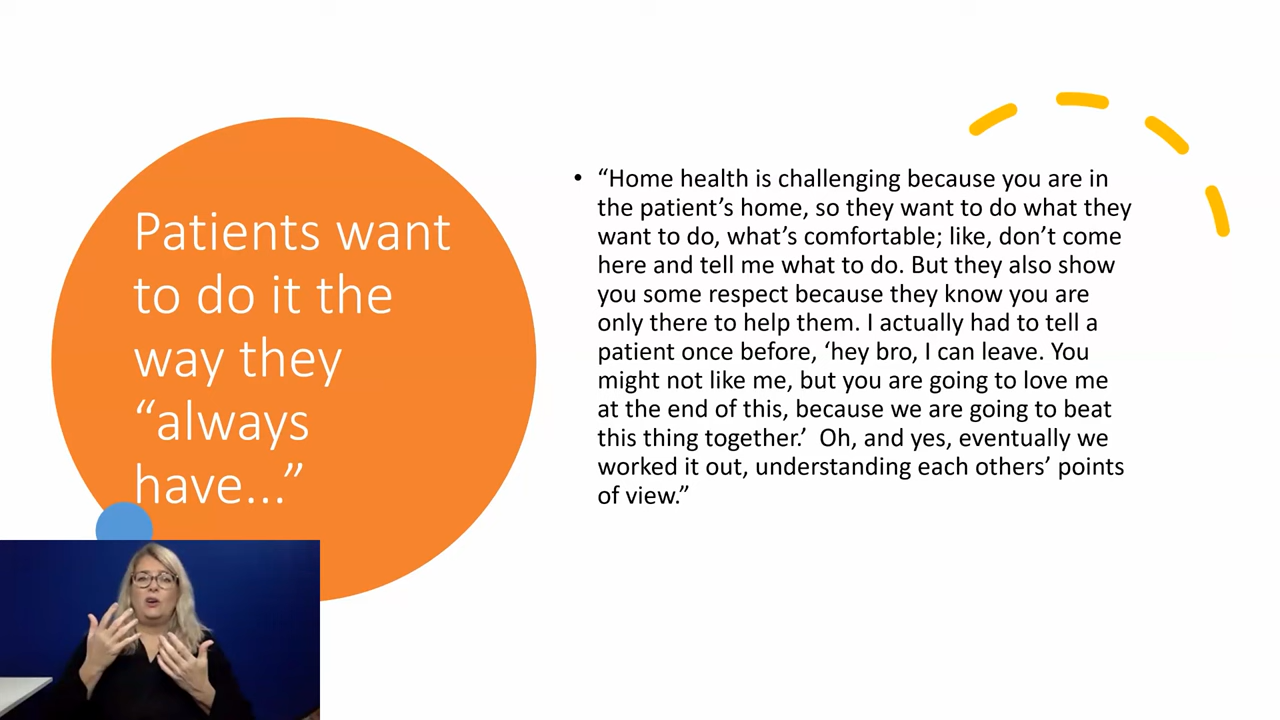 Patients want
to do it the
way they
“always
have…”
• “Home health is challenging because you are in
the patient’s home, so they want to do what they
want to do, what’s comfortable; like, don’t come
here and tell me what to do. But they also show
you some respect because they know you are
only there to help them. I actually had to tell a
patient once before, ‘hey bro, I can leave. You
might not like me, but you are going to love me
at the end of this, because we are going to beat
this thing together.’  Oh, and yes, eventually we
worked it out, understanding each others’ points
of view.”